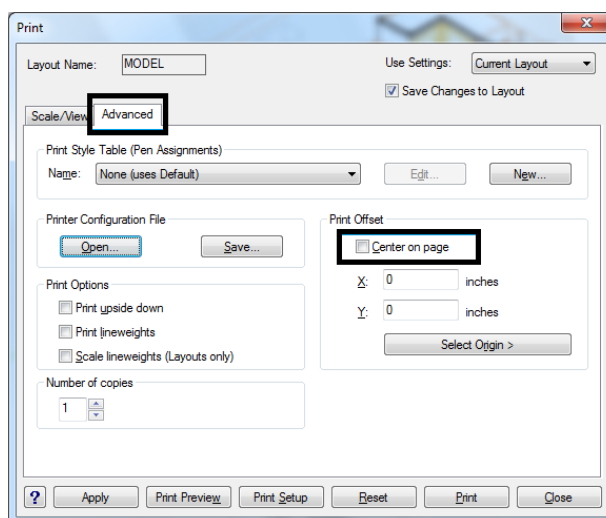 Print
Layout Name: MODEL
Use Settings: Current Layout
Save Changes to Layout
Scale/View Advanced
Print Style Table (Pen Assignments)
Name: None (uses Default) Edit... New...
Printer Configuration File
Open... Save...
Print Offset
Center on page
X: 0 inches
Y: 0 inches
Select Origin >
Print Options
Print upside down
Print lineweights
Scale lineweights (Layouts only)
Number of copies
1
? Apply Print Preview Print Setup Reset Print Close